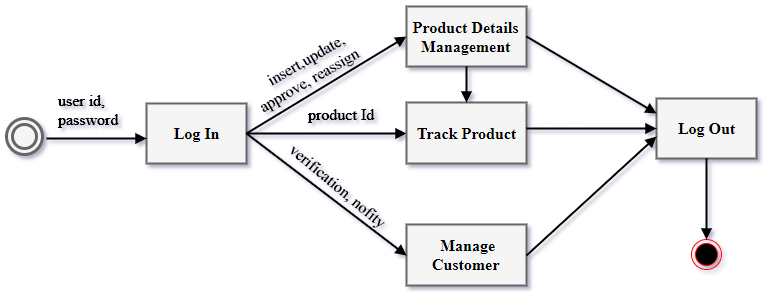 user id,
password
Log In
insert,update,
approve, reassign
product Id
verification, nofity
Product Details
Management
Track Product
Manage
Customer
Log Out